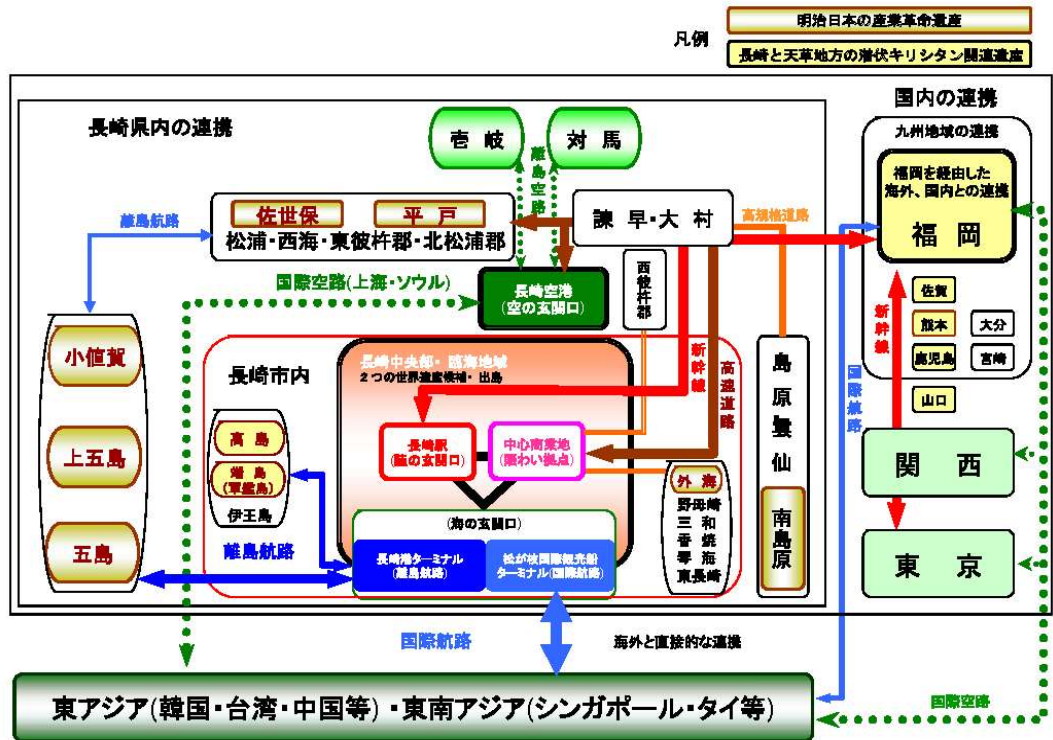 凡例
明治日本の産業革命遺産
長崎と天草地方の潜伏キリシタン関連遺産
長崎県内の連携
国内の連携
九州地域の連携
壱岐
対馬
離島空路
福岡を経由した
海外、国内との連携
福岡
佐世保
平戸
松浦・西海・東彼杵郡・北松浦郡
諫早・大村
高規格道路
離島航路
国際空路(上海・ソウル)
長崎空港
(空の玄関口)
西彼杵郡
新幹線
佐賀
熊本
大分
鹿児島
宮崎
山口
国際航路
小値賀
上五島
五島
長崎市内
長崎中央部・臨海地域
2つの世界遺産候補・出島
新幹線
高速道路
島原雲仙
南島原
高島
端島
(軍艦島)
伊王島
長崎駅
(陸の玄関口)
中心商業地
(賑わい拠点)
外海
野母崎
三和
香焼
琴海
東長崎
関西
東京
(海の玄関口)
離島航路
長崎港ターミナル
(離島航路)
松が枝国際観光船
ターミナル(国際航路)
国際航路
海外と直接的な連携
国際空路
東アジア(韓国・台湾・中国等)・東南アジア(シンガポール・タイ等)